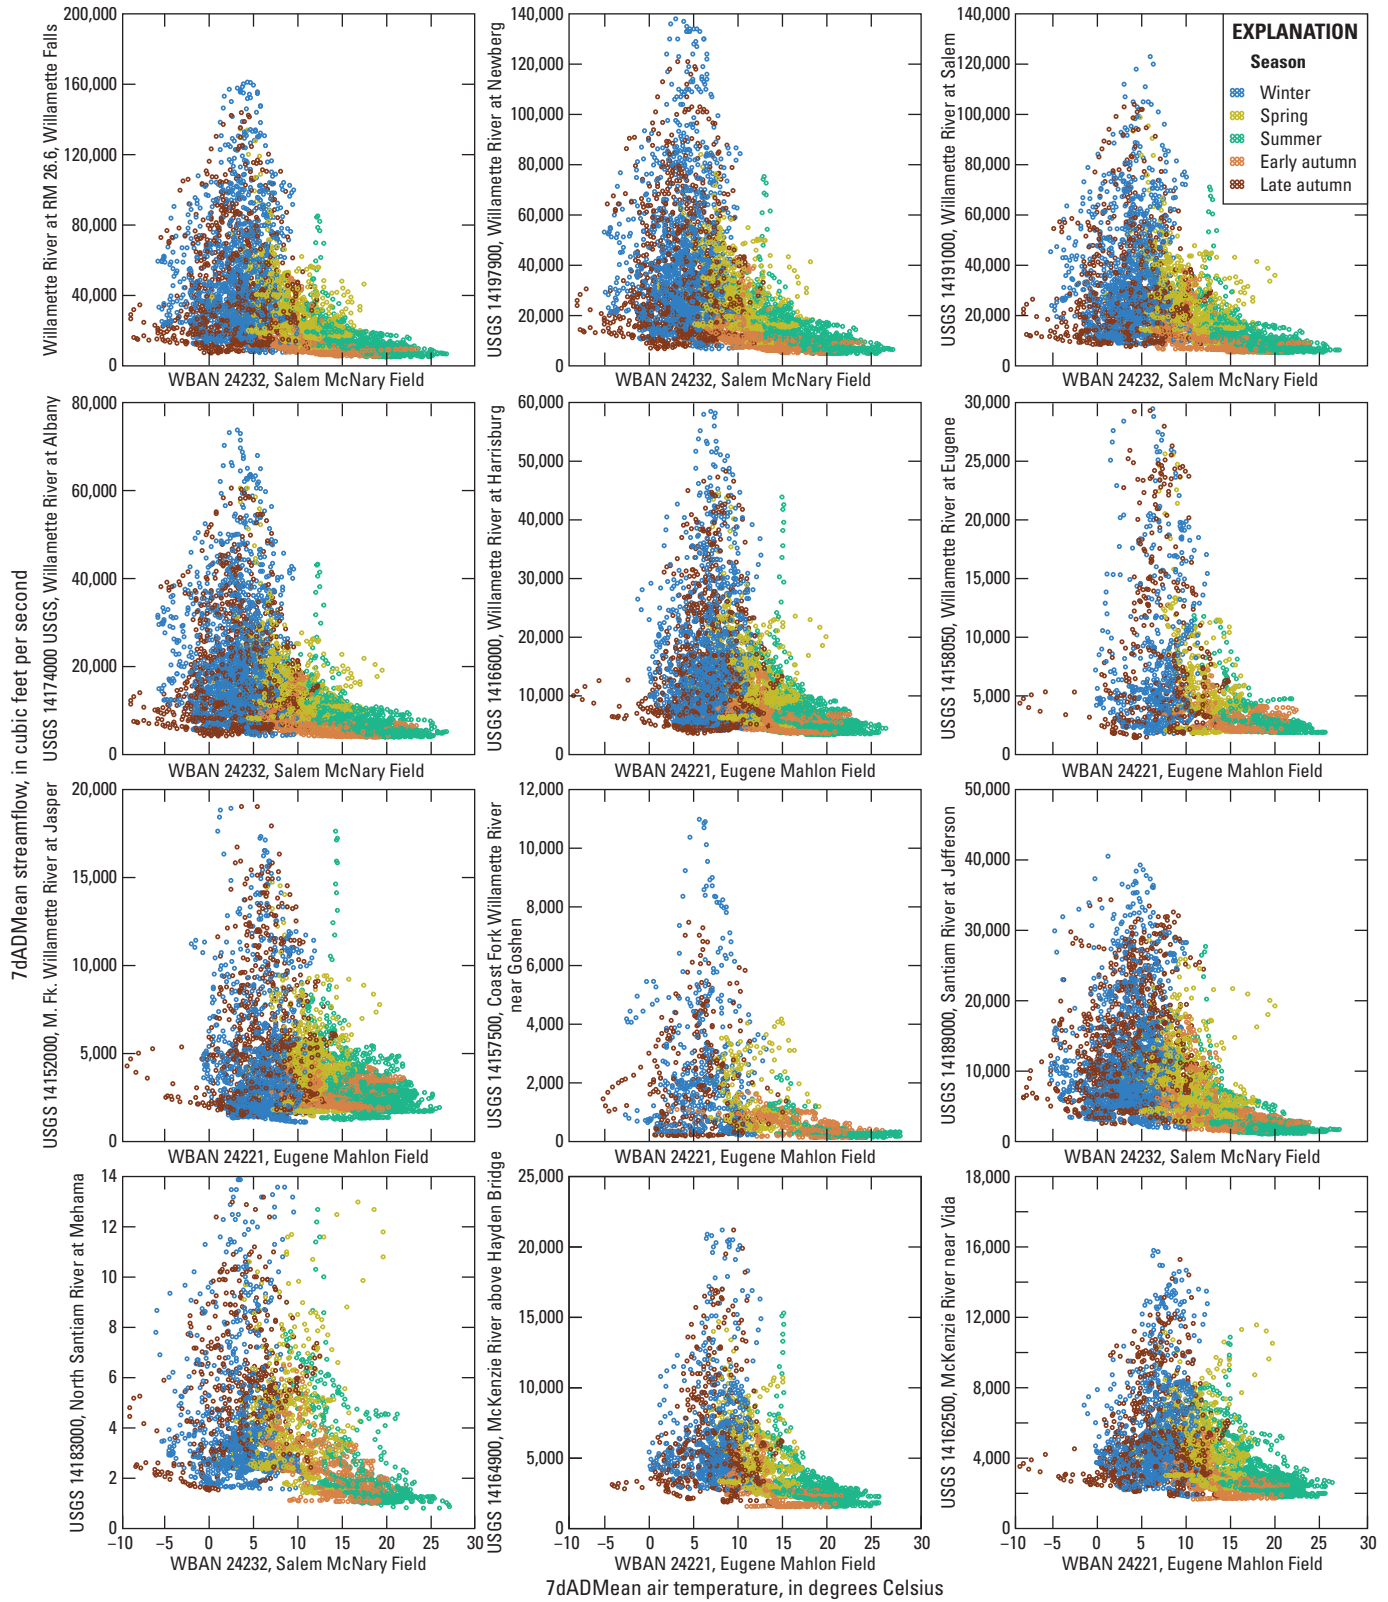 7dADMean streamflow, in cubic feet per second
Willamette River at RM 26.6, Willamette Falls
200,000
160,000
120,000
80,000
40,000
0
WBAN 24232, Salem McNary Field
USGS 14197900, Willamette River at Newberg
140,000
120,000
100,000
80,000
60,000
40,000
20,000
0
WBAN 24232, Salem McNary Field
USGS 14191000, Willamette River at Salem
140,000
120,000
100,000
80,000
60,000
40,000
20,000
0
WBAN 24232, Salem McNary Field
EXPLANATION
Season
Winter
Spring
Summer
Early autumn
Late autumn
USGS 14174000 USGS, Willamette River at Albany
80,000
60,000
40,000
20,000
0
WBAN 24232, Salem McNary Field
USGS 14166000, Willamette River at Harrisburg
60,000
50,000
40,000
30,000
20,000
10,000
0
WBAN 24221, Eugene Mahlon Field
USGS 14158050, Willamette River at Eugene
30,000
25,000
20,000
15,000
10,000
5,000
0
WBAN 24221, Eugene Mahlon Field
USGS 14152000, M. Fk. Willamette River at Jasper
20,000
15,000
10,000
5,000
0
WBAN 24221, Eugene Mahlon Field
USGS 14157500, Coast Fork Willamette River
near Goshen
12,000
10,000
8,000
6,000
4,000
2,000
0
WBAN 24221, Eugene Mahlon Field
USGS 14189000, Santiam River at Jefferson
50,000
40,000
30,000
20,000
10,000
0
WBAN 24232, Salem McNary Field
USGS 14183000, North Santiam River at Mehama
14
12
10
8
6
4
2
0
−10 −5 0 5 10 15 20 25 30
WBAN 24232, Salem McNary Field
USGS 14164900, McKenzie River above Hayden Bridge
25,000
20,000
15,000
10,000
5,000
0
−10 −5 0 5 10 15 20 25 30
WBAN 24221, Eugene Mahlon Field
USGS 14162500, McKenzie River near Vida
18,000
16,000
12,000
8,000
4,000
0
−10 −5 0 5 10 15 20 25 30
WBAN 24221, Eugene Mahlon Field
7dADMean air temperature, in degrees Celsius